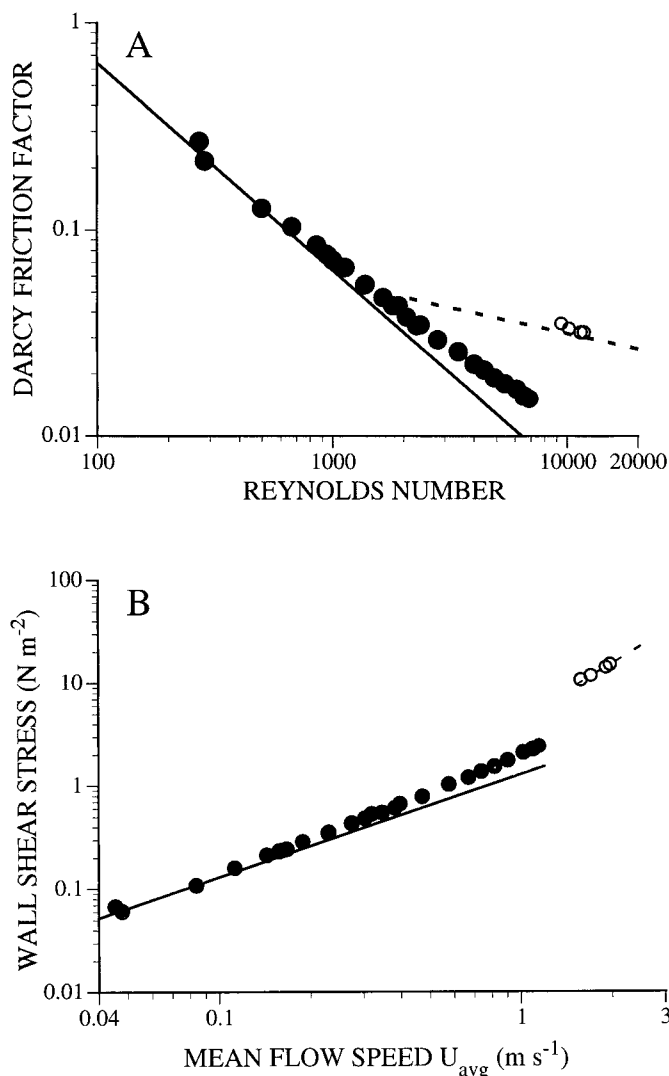 A
DARCY FRICTION FACTOR
1
0.1
0.01
100
1000
10000
20000
REYNOLDS NUMBER
B
WALL SHEAR STRESS (N m⁻²)
100
10
1
0.1
0.01
0.04
0.1
1
3
MEAN FLOW SPEED U_avg (m s⁻¹)